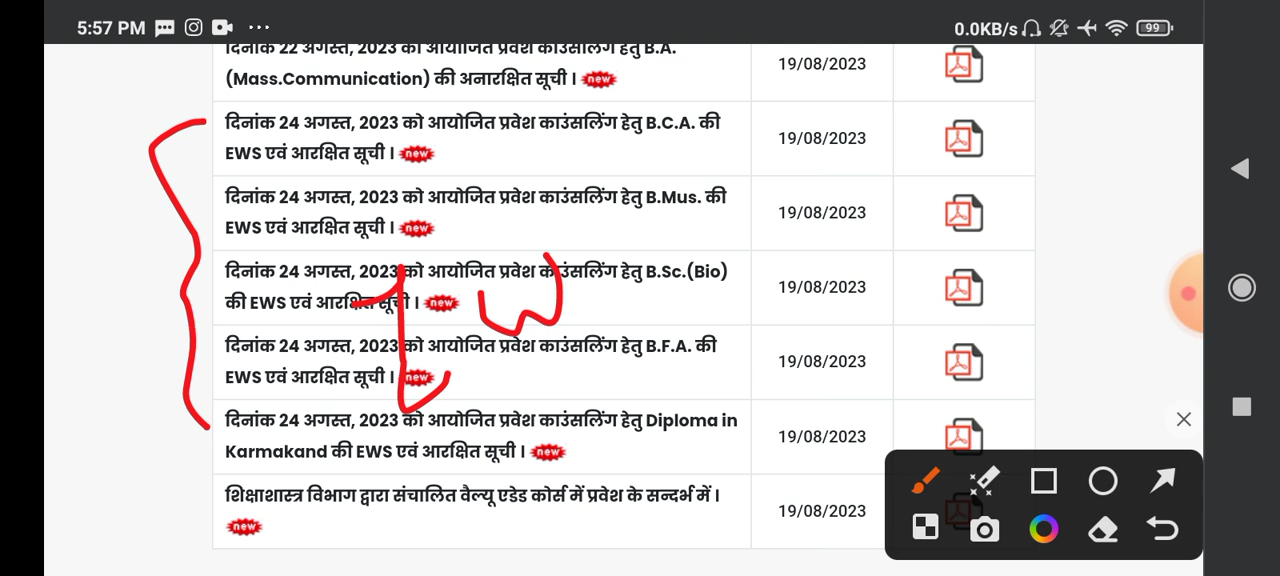 5:57 PM
0.0KB/s
99
दिनांक 22 अगस्त, 2023 को आयोजित प्रवेश काउंसलिंग हेतु B.A.
(Mass.Communication) की अनारक्षित सूची । new
19/08/2023
दिनांक 24 अगस्त, 2023 को आयोजित प्रवेश काउंसलिंग हेतु B.C.A. की
EWS एवं आरक्षित सूची । new
19/08/2023
दिनांक 24 अगस्त, 2023 को आयोजित प्रवेश काउंसलिंग हेतु B.Mus. की
EWS एवं आरक्षित सूची । new
19/08/2023
दिनांक 24 अगस्त, 2023 को आयोजित प्रवेश काउंसलिंग हेतु B.Sc.(Bio)
की EWS एवं आरक्षित सूची । new
19/08/2023
दिनांक 24 अगस्त, 2023 को आयोजित प्रवेश काउंसलिंग हेतु B.F.A. की
EWS एवं आरक्षित सूची । new
19/08/2023
दिनांक 24 अगस्त, 2023 को आयोजित प्रवेश काउंसलिंग हेतु Diploma in
Karmakand की EWS एवं आरक्षित सूची । new
19/08/2023
शिक्षाशास्त्र विभाग द्वारा संचालित वैल्यू एडेड कोर्स में प्रवेश के सन्दर्भ में ।
new
19/08/2023